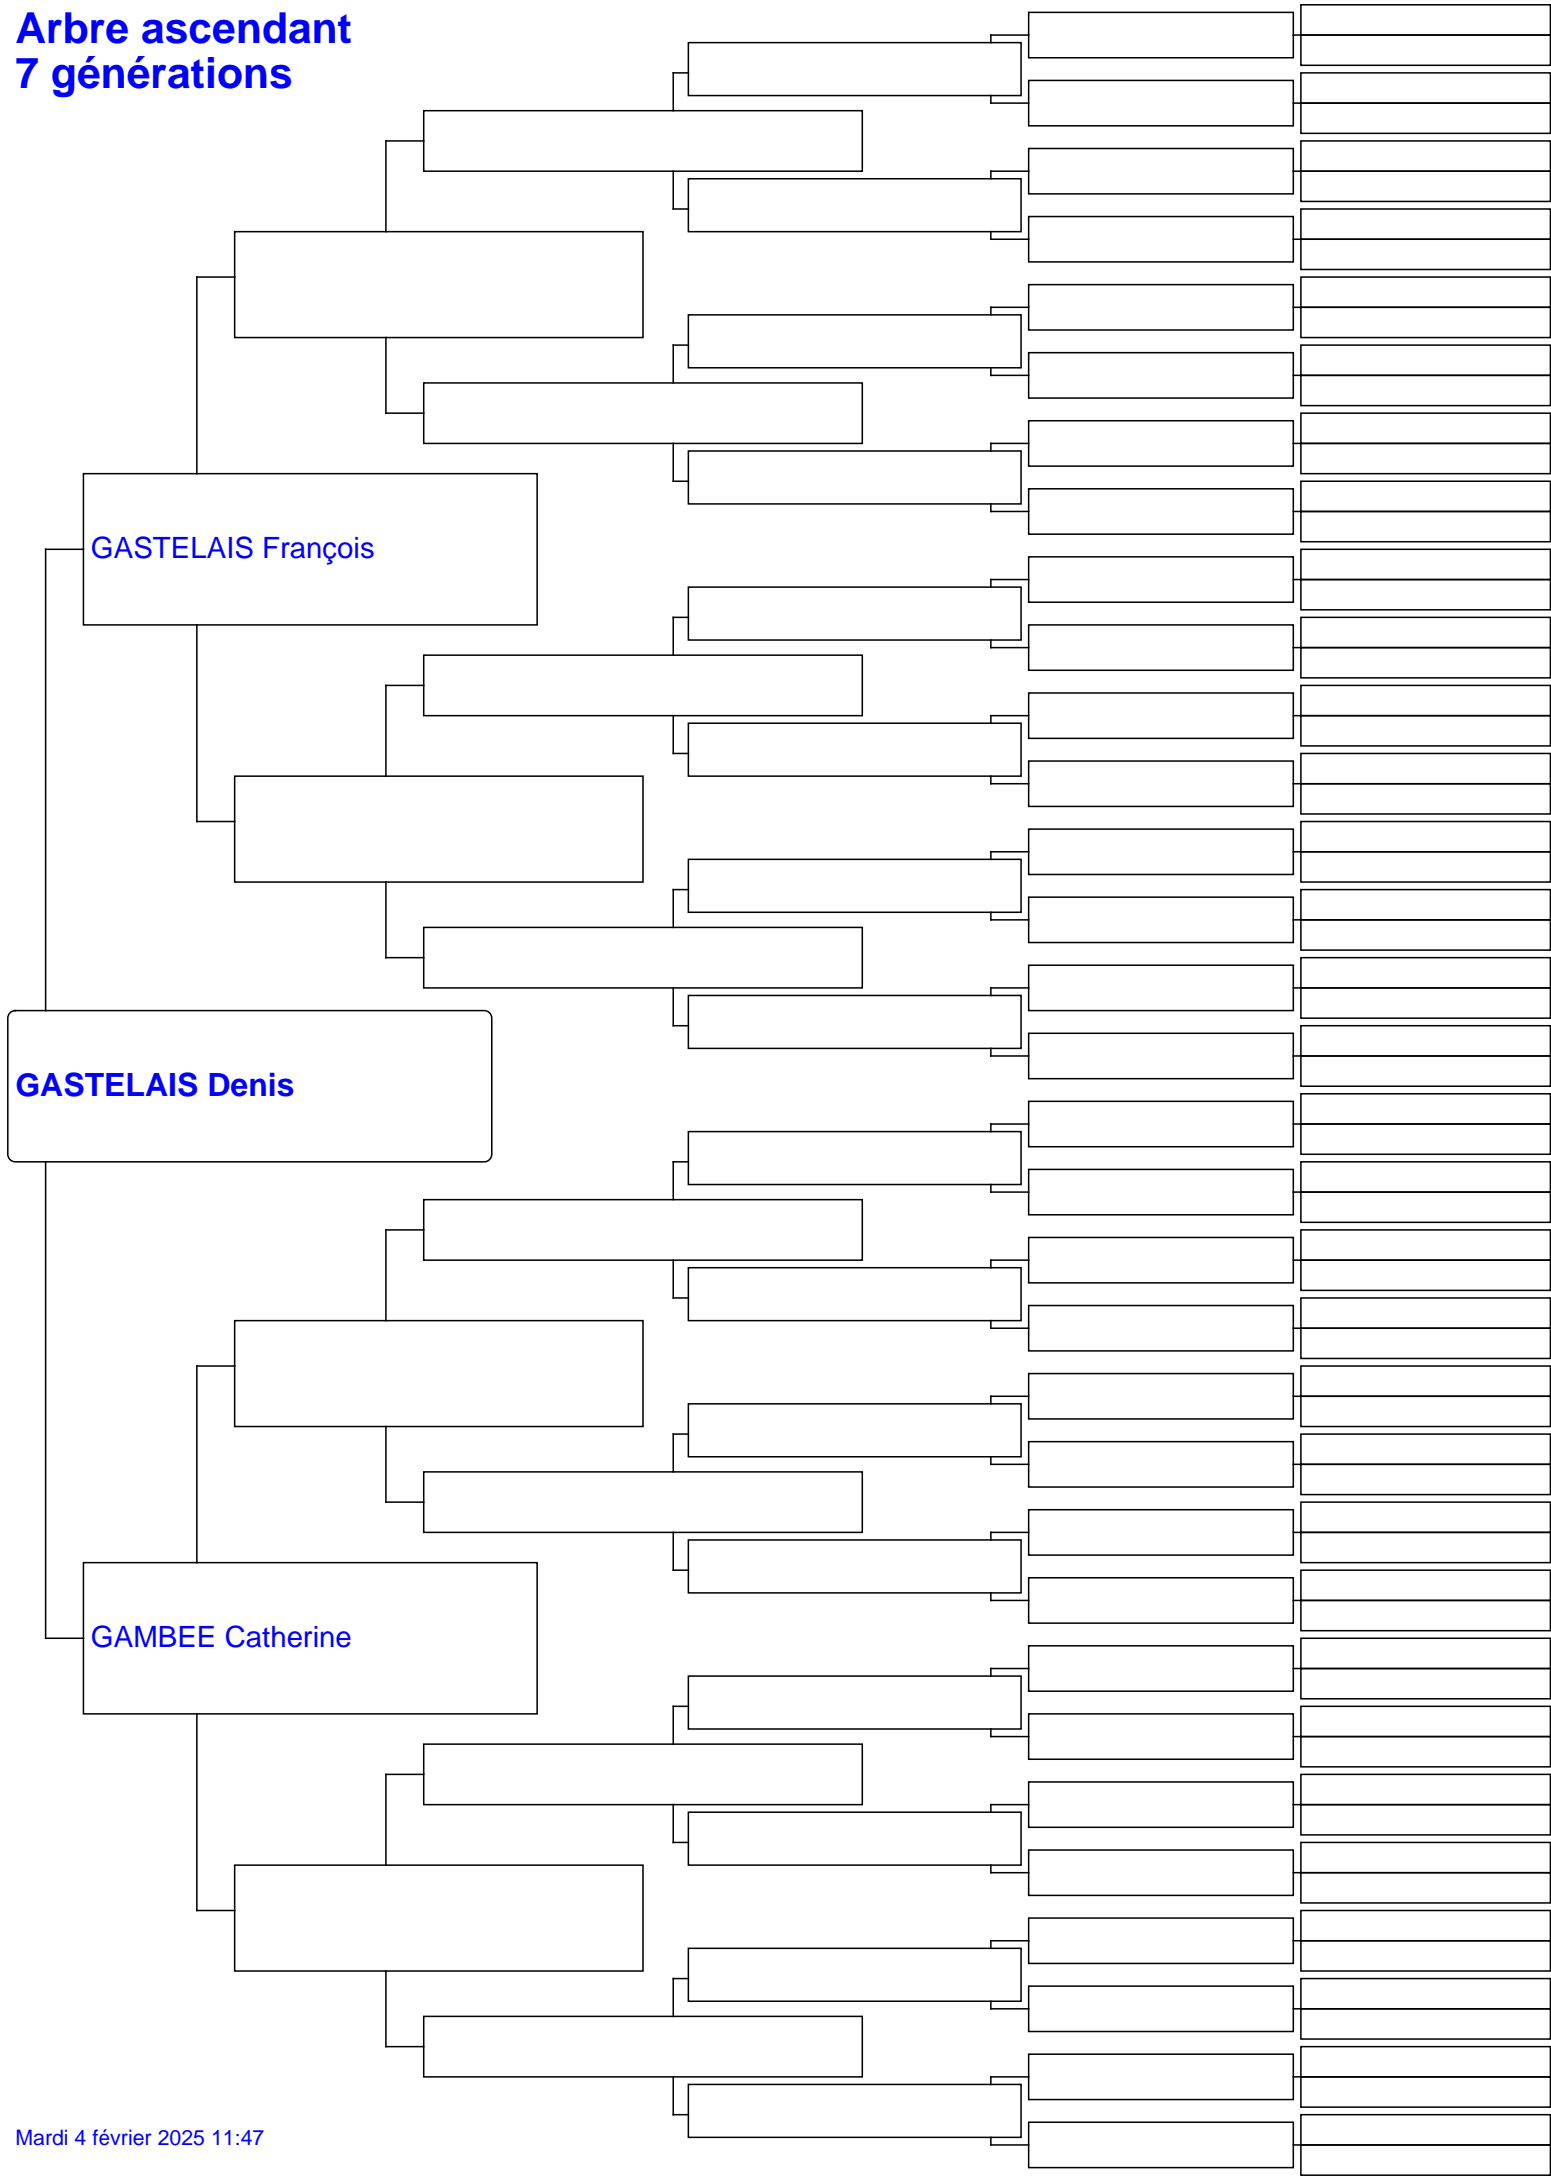 Arbre ascendant
7 générations
GASTELAIS François
GASTELAIS Denis
GAMBEE Catherine
Mardi 4 février 2025 11:47